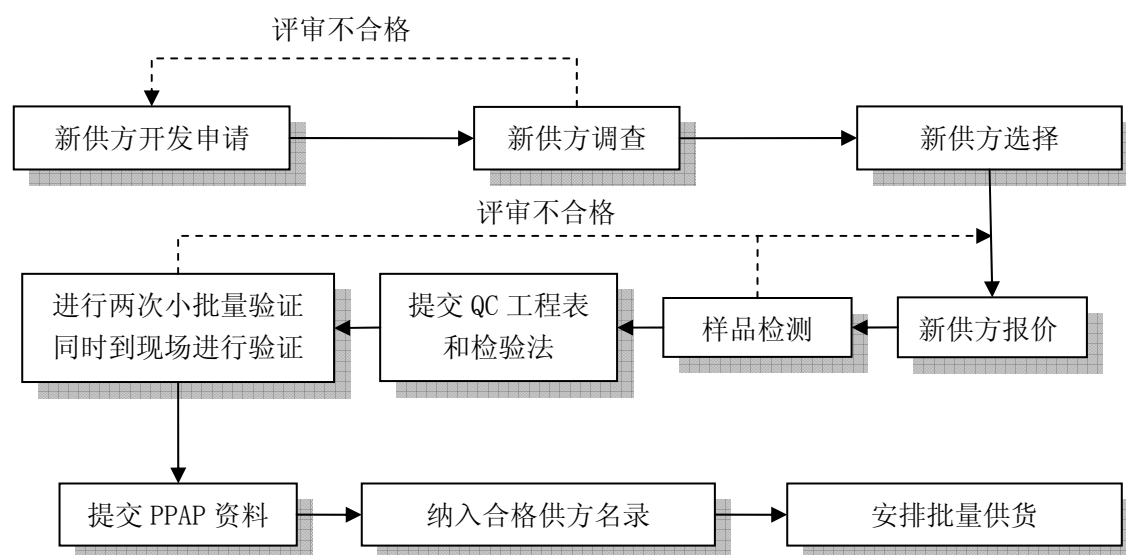 评审不合格
新供方开发申请
新供方调查
新供方选择
评审不合格
进行两次小批量验证
同时到现场进行验证
提交 QC 工程表
和检验法
样品检测
新供方报价
提交 PPAP 资料
纳入合格供方名录
安排批量供货